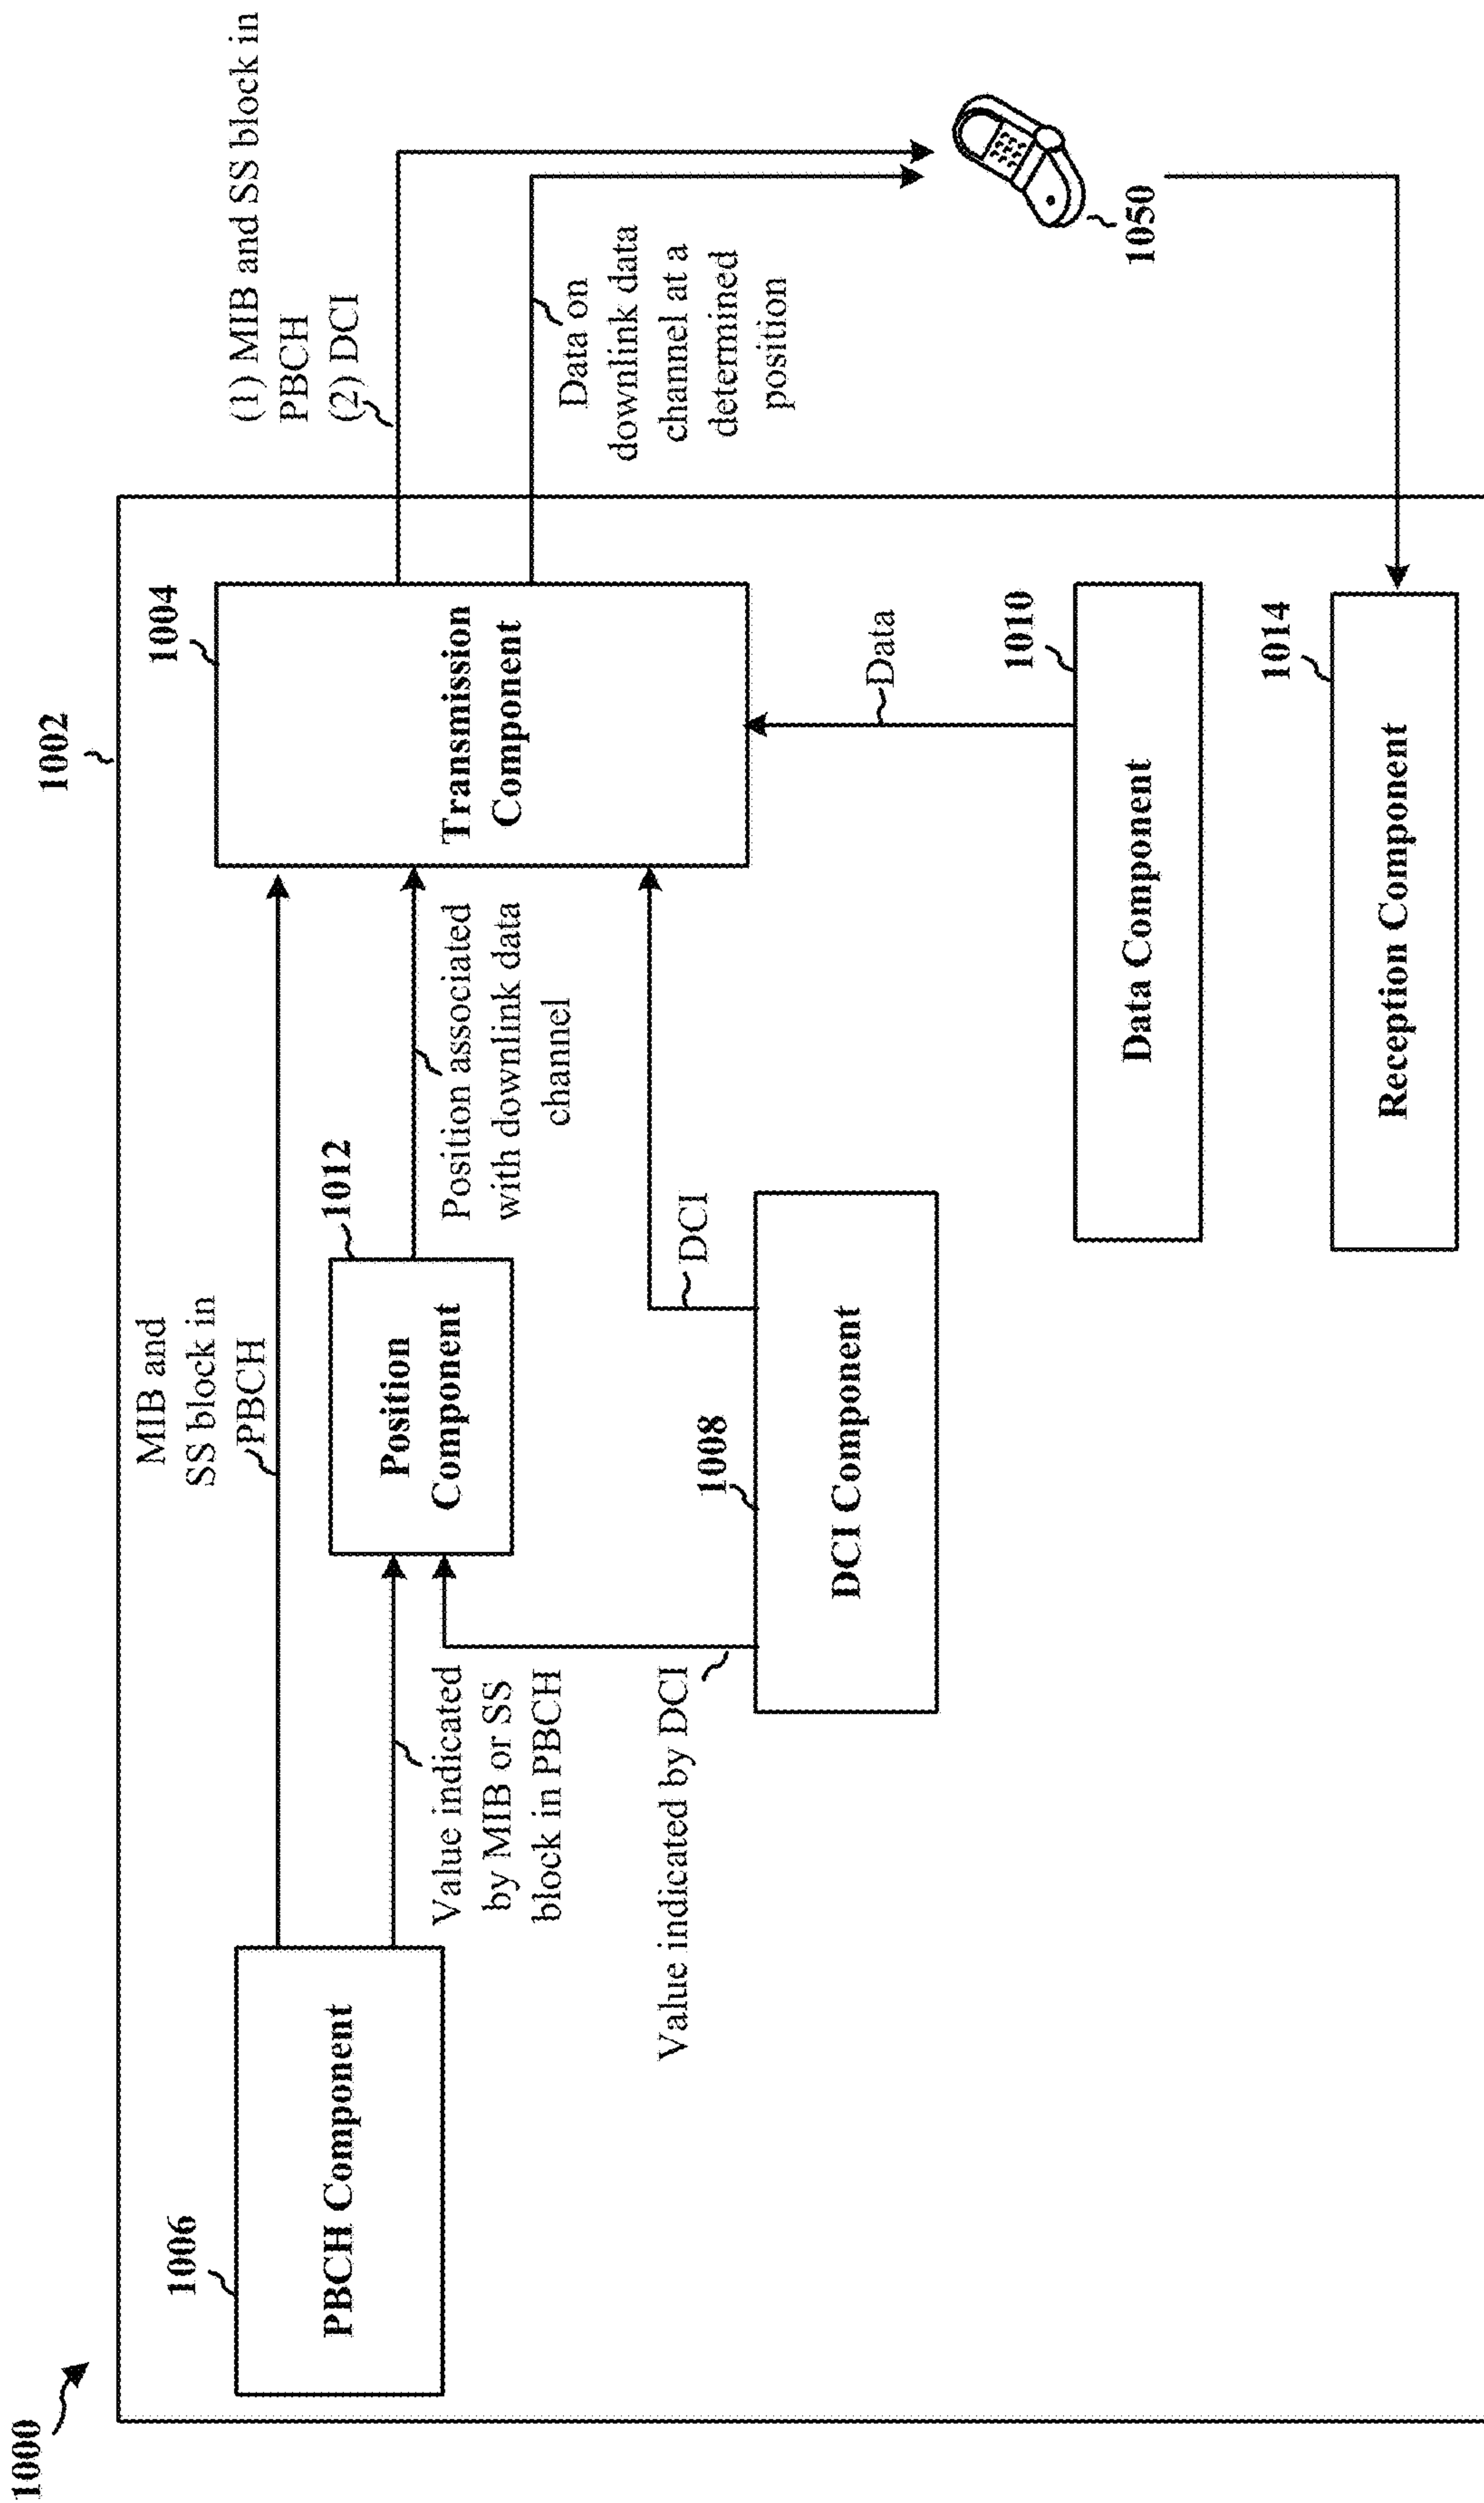 1000
1002
1006
PBCH Component
MIB and
SS block in
PBCH
Value indicated
by MIB or SS
block in PBCH
Value indicated by DCI
1012
Position
Component
Position associated
with downlink data
channel
1008
DCI Component
DCI
1004
Transmission
Component
Data
1010
Data Component
1014
Reception Component
(1) MIB and SS block in
PBCH
(2) DCI
Data on
downlink data
channel at a
determined
position
1050